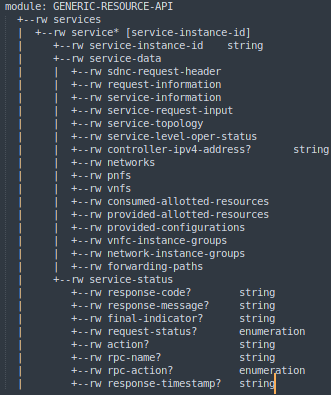 module: GENERIC-RESOURCE-API
  +--rw services
  |  +--rw service* [service-instance-id]
  |     +--rw service-instance-id    string
  |     +--rw service-data
  |     |  +--rw sdnc-request-header
  |     |  +--rw request-information
  |     |  +--rw service-information
  |     |  +--rw service-request-input
  |     |  +--rw service-topology
  |     |  +--rw service-level-oper-status
  |     |  +--rw controller-ipv4-address?       string
  |     |  +--rw networks
  |     |  +--rw pnfs
  |     |  +--rw vnfs
  |     |  +--rw consumed-allotted-resources
  |     |  +--rw provided-allotted-resources
  |     |  +--rw provided-configurations
  |     |  +--rw vnfc-instance-groups
  |     |  +--rw network-instance-groups
  |     |  +--rw forwarding-paths
  |     +--rw service-status
  |        +--rw response-code?        string
  |        +--rw response-message?     string
  |        +--rw final-indicator?      string
  |        +--rw request-status?       enumeration
  |        +--rw action?               string
  |        +--rw rpc-name?             string
  |        +--rw rpc-action?           enumeration
  |        +--rw response-timestamp?   string